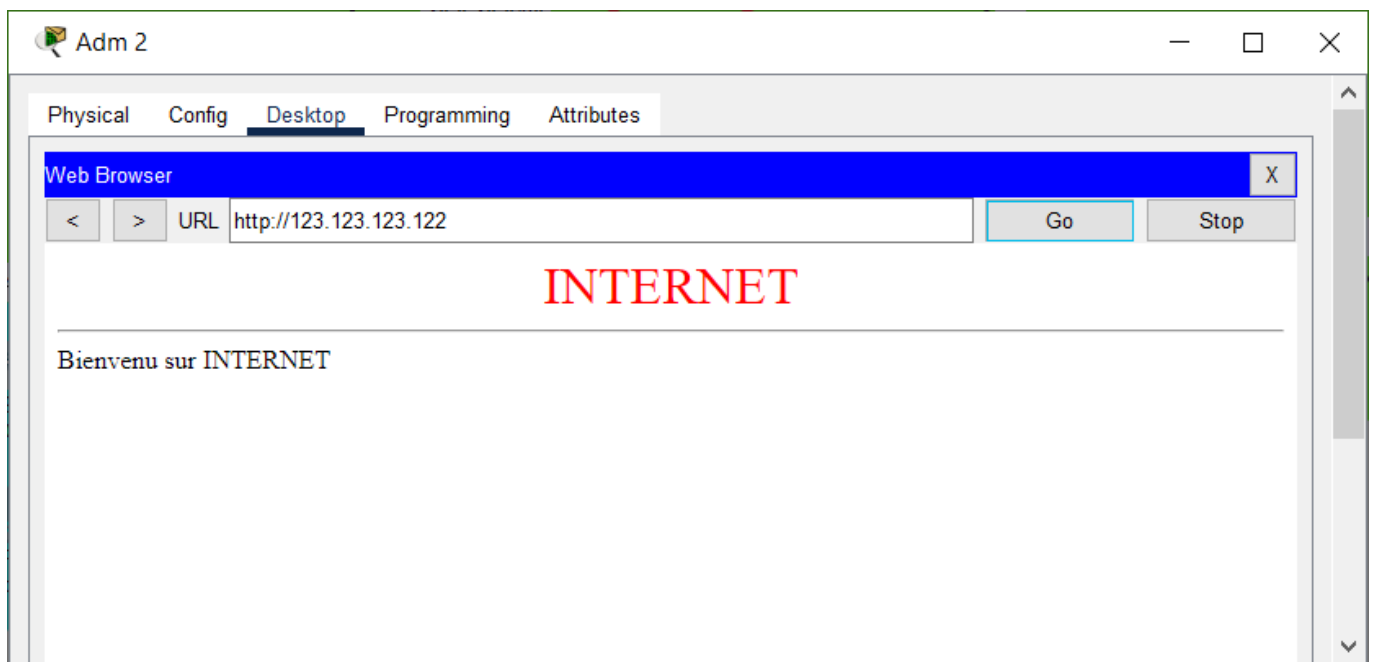 Adm 2
Physical Config Desktop Programming Attributes
Web Browser X
< > URL http://123.123.123.122 Go Stop
INTERNET
Bienvenu sur INTERNET